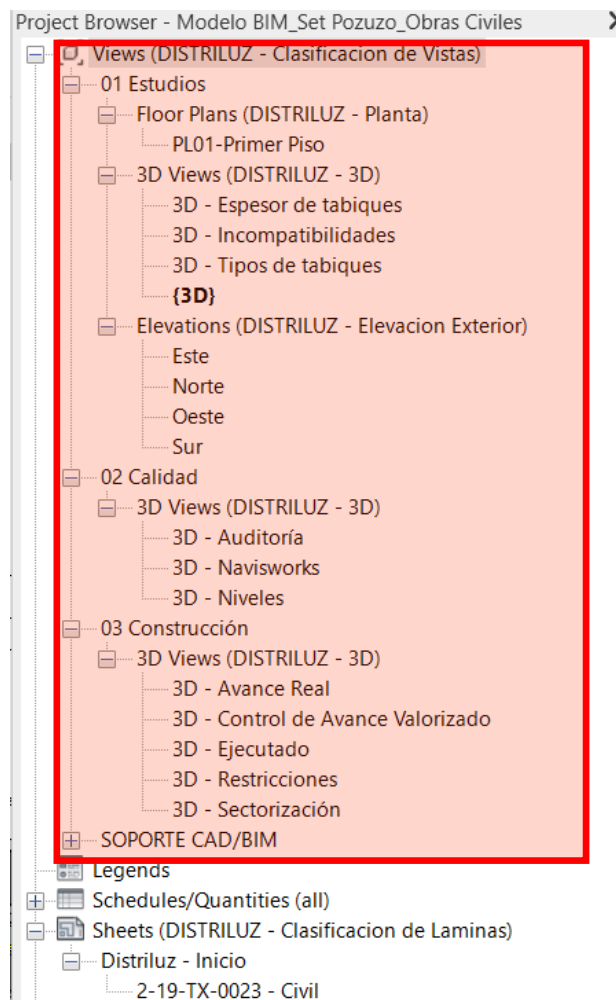 Project Browser - Modelo BIM_Set Pozuzo_Obras Civiles
Views (DISTRILUZ - Clasificacion de Vistas)
01 Estudios
Floor Plans (DISTRILUZ - Planta)
PL01-Primer Piso
3D Views (DISTRILUZ - 3D)
3D - Espesor de tabiques
3D - Incompatibilidades
3D - Tipos de tabiques
{3D}
Elevations (DISTRILUZ - Elevacion Exterior)
Este
Norte
Oeste
Sur
02 Calidad
3D Views (DISTRILUZ - 3D)
3D - Auditoría
3D - Navisworks
3D - Niveles
03 Construcción
3D Views (DISTRILUZ - 3D)
3D - Avance Real
3D - Control de Avance Valorizado
3D - Ejecutado
3D - Restricciones
3D - Sectorización
SOPORTE CAD/BIM
Legends
Schedules/Quantities (all)
Sheets (DISTRILUZ - Clasificacion de Laminas)
Distriluz - Inicio
2-19-TX-0023 - Civil